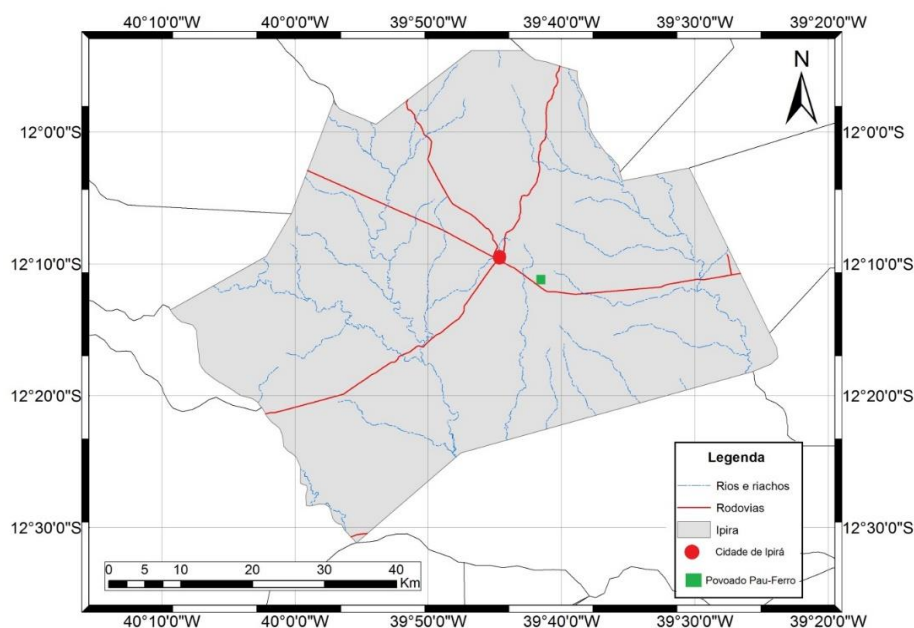 40°10'0"W 40°0'0"W 39°50'0"W 39°40'0"W 39°30'0"W 39°20'0"W
N
12°0'0"S 12°0'0"S
12°10'0"S 12°10'0"S
12°20'0"S 12°20'0"S
12°30'0"S 12°30'0"S
Legenda
Rios e riachos
Rodovias
Ipira
Cidade de Ipirá
Povoado Pau-Ferro
0 5 10 20 30 40
Km
40°10'0"W 40°0'0"W 39°50'0"W 39°40'0"W 39°30'0"W 39°20'0"W